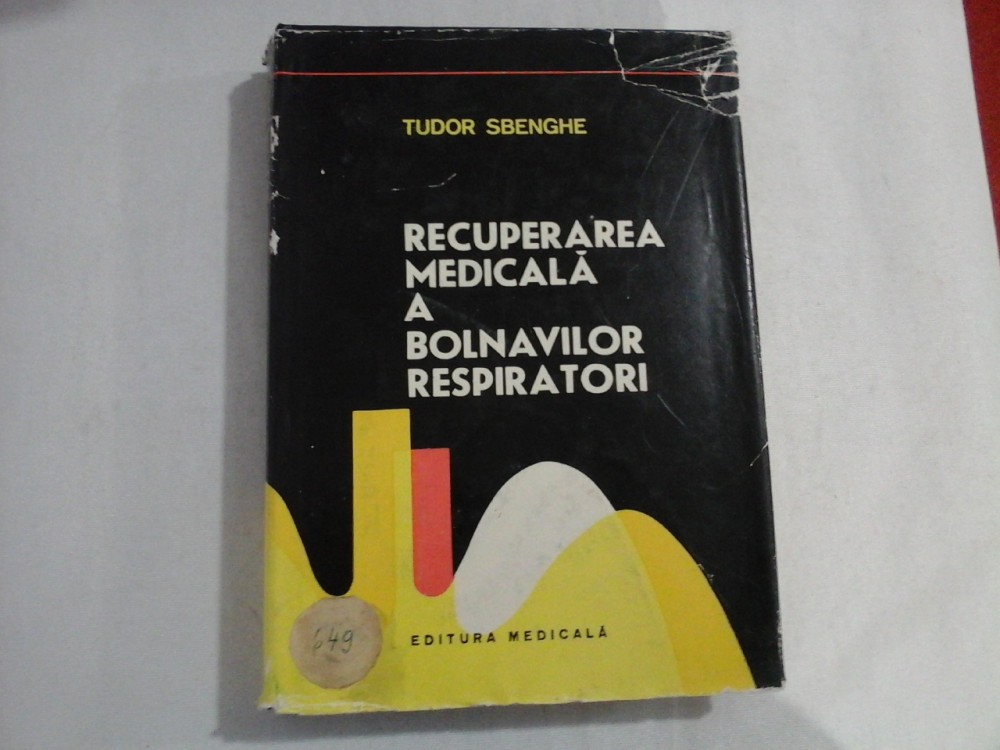 TUDOR SBENGHE
RECUPERAREA
MEDICALĂ
A
BOLNAVILOR
RESPIRATORI
649
EDITURA MEDICALĂ